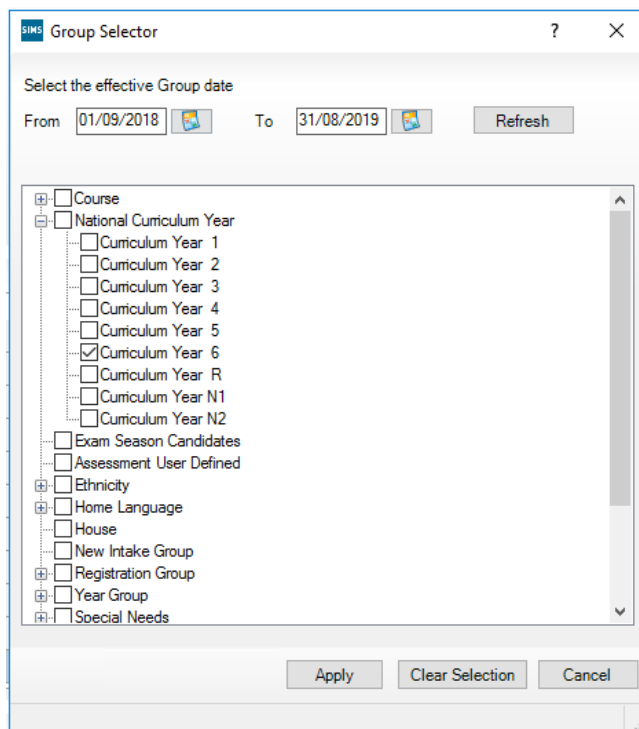 SIMS Group Selector ? ×
Select the effective Group date
From 01/09/2018 To 31/08/2019 Refresh
Course
National Curriculum Year
Curriculum Year 1
Curriculum Year 2
Curriculum Year 3
Curriculum Year 4
Curriculum Year 5
Curriculum Year 6
Curriculum Year R
Curriculum Year N1
Curriculum Year N2
Exam Season Candidates
Assessment User Defined
Ethnicity
Home Language
House
New Intake Group
Registration Group
Year Group
Special Needs
Apply Clear Selection Cancel